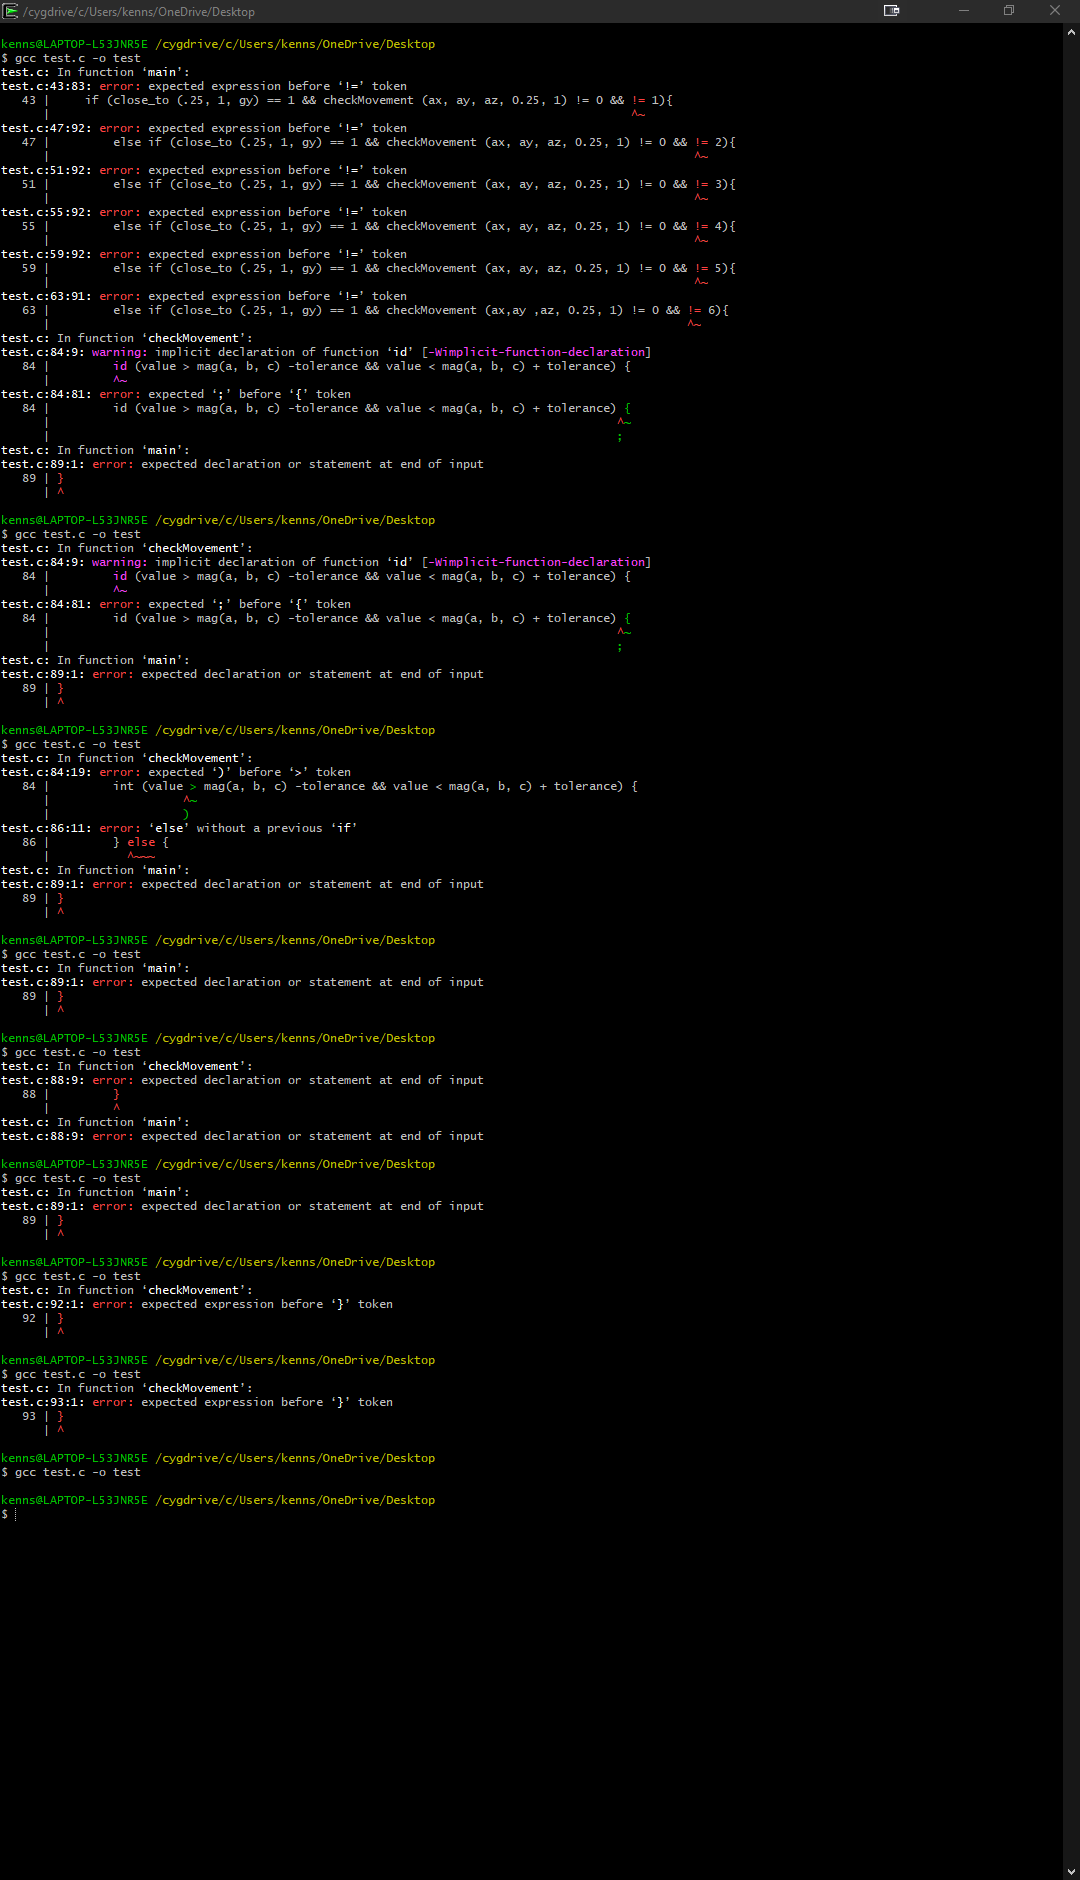 /cygdrive/c/Users/kenns/OneDrive/Desktop
kenns@LAPTOP-L53JNR5E /cygdrive/c/Users/kenns/OneDrive/Desktop
$ gcc test.c -o test
test.c: In function ‘main’:
test.c:43:83: error: expected expression before ‘!=’ token
43 | if (close_to (.25, 1, gy) == 1 && checkMovement (ax, ay, az, 0.25, 1) != 0 && != 1){
| ^~
test.c:47:92: error: expected expression before ‘!=’ token
47 | else if (close_to (.25, 1, gy) == 1 && checkMovement (ax, ay, az, 0.25, 1) != 0 && != 2){
| ^~
test.c:51:92: error: expected expression before ‘!=’ token
51 | else if (close_to (.25, 1, gy) == 1 && checkMovement (ax, ay, az, 0.25, 1) != 0 && != 3){
| ^~
test.c:55:92: error: expected expression before ‘!=’ token
55 | else if (close_to (.25, 1, gy) == 1 && checkMovement (ax, ay, az, 0.25, 1) != 0 && != 4){
| ^~
test.c:59:92: error: expected expression before ‘!=’ token
59 | else if (close_to (.25, 1, gy) == 1 && checkMovement (ax, ay, az, 0.25, 1) != 0 && != 5){
| ^~
test.c:63:91: error: expected expression before ‘!=’ token
63 | else if (close_to (.25, 1, gy) == 1 && checkMovement (ax,ay ,az, 0.25, 1) != 0 && != 6){
| ^~
test.c: In function ‘checkMovement’:
test.c:84:9: warning: implicit declaration of function ‘id’ [-Wimplicit-function-declaration]
84 | id (value > mag(a, b, c) -tolerance && value < mag(a, b, c) + tolerance) {
| ^~
test.c:84:81: error: expected ‘;’ before ‘{’ token
84 | id (value > mag(a, b, c) -tolerance && value < mag(a, b, c) + tolerance) {
| ^~
| ;
test.c: In function ‘main’:
test.c:89:1: error: expected declaration or statement at end of input
89 | }
| ^
kenns@LAPTOP-L53JNR5E /cygdrive/c/Users/kenns/OneDrive/Desktop
$ gcc test.c -o test
test.c: In function ‘checkMovement’:
test.c:84:9: warning: implicit declaration of function ‘id’ [-Wimplicit-function-declaration]
84 | id (value > mag(a, b, c) -tolerance && value < mag(a, b, c) + tolerance) {
| ^~
test.c:84:81: error: expected ‘;’ before ‘{’ token
84 | id (value > mag(a, b, c) -tolerance && value < mag(a, b, c) + tolerance) {
| ^~
| ;
test.c: In function ‘main’:
test.c:89:1: error: expected declaration or statement at end of input
89 | }
| ^
kenns@LAPTOP-L53JNR5E /cygdrive/c/Users/kenns/OneDrive/Desktop
$ gcc test.c -o test
test.c: In function ‘checkMovement’:
test.c:84:19: error: expected ‘)’ before ‘>’ token
84 | int (value > mag(a, b, c) -tolerance && value < mag(a, b, c) + tolerance) {
| ^~
| )
test.c:86:11: error: ‘else’ without a previous ‘if’
86 | } else {
| ^~~~
test.c: In function ‘main’:
test.c:89:1: error: expected declaration or statement at end of input
89 | }
| ^
kenns@LAPTOP-L53JNR5E /cygdrive/c/Users/kenns/OneDrive/Desktop
$ gcc test.c -o test
test.c: In function ‘main’:
test.c:89:1: error: expected declaration or statement at end of input
89 | }
| ^
kenns@LAPTOP-L53JNR5E /cygdrive/c/Users/kenns/OneDrive/Desktop
$ gcc test.c -o test
test.c: In function ‘checkMovement’:
test.c:88:9: error: expected declaration or statement at end of input
88 | }
| ^
test.c: In function ‘main’:
test.c:88:9: error: expected declaration or statement at end of input
kenns@LAPTOP-L53JNR5E /cygdrive/c/Users/kenns/OneDrive/Desktop
$ gcc test.c -o test
test.c: In function ‘main’:
test.c:89:1: error: expected declaration or statement at end of input
89 | }
| ^
kenns@LAPTOP-L53JNR5E /cygdrive/c/Users/kenns/OneDrive/Desktop
$ gcc test.c -o test
test.c: In function ‘checkMovement’:
test.c:92:1: error: expected expression before ‘}’ token
92 | }
| ^
kenns@LAPTOP-L53JNR5E /cygdrive/c/Users/kenns/OneDrive/Desktop
$ gcc test.c -o test
test.c: In function ‘checkMovement’:
test.c:93:1: error: expected expression before ‘}’ token
93 | }
| ^
kenns@LAPTOP-L53JNR5E /cygdrive/c/Users/kenns/OneDrive/Desktop
$ gcc test.c -o test
kenns@LAPTOP-L53JNR5E /cygdrive/c/Users/kenns/OneDrive/Desktop
$